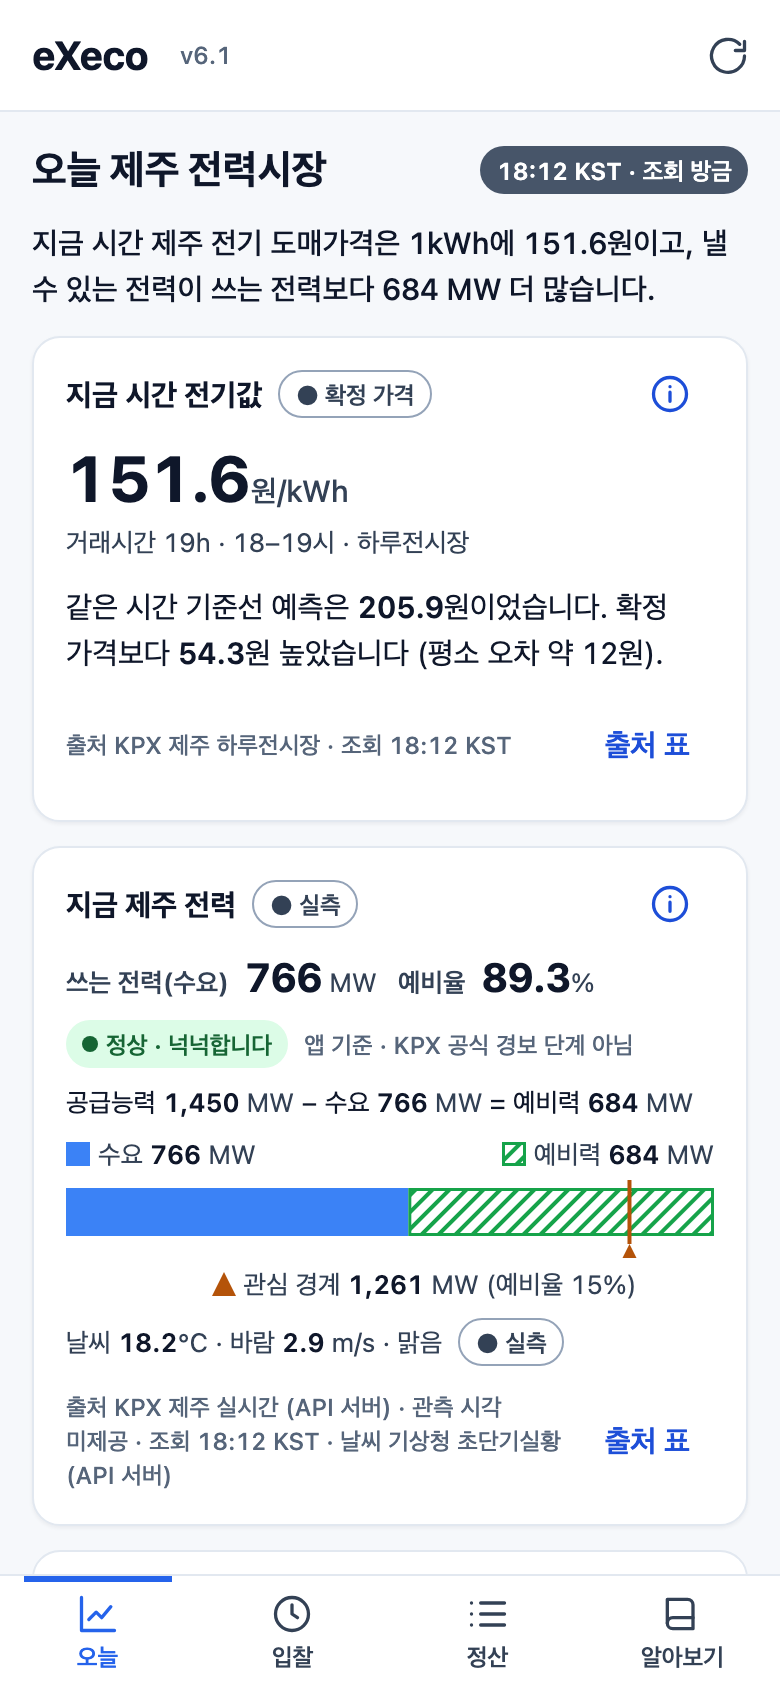 eXeco v6.1
오늘 제주 전력시장
18:12 KST · 조회 방금
지금 시간 제주 전기 도매가격은 1kWh에 151.6원이고, 낼
수 있는 전력이 쓰는 전력보다 684 MW 더 많습니다.
지금 시간 전기값
확정 가격
151.6원/kWh
거래시간 19h · 18–19시 · 하루전시장
같은 시간 기준선 예측은 205.9원이었습니다. 확정
가격보다 54.3원 높았습니다 (평소 오차 약 12원).
출처 KPX 제주 하루전시장 · 조회 18:12 KST
출처 표
지금 제주 전력
실측
쓰는 전력(수요) 766 MW 예비율 89.3%
정상 · 넉넉합니다
앱 기준 · KPX 공식 경보 단계 아님
공급능력 1,450 MW – 수요 766 MW = 예비력 684 MW
수요 766 MW
예비력 684 MW
관심 경계 1,261 MW (예비율 15%)
날씨 18.2°C · 바람 2.9 m/s · 맑음
실측
출처 KPX 제주 실시간 (API 서버) · 관측 시각
미제공 · 조회 18:12 KST · 날씨 기상청 초단기실황
(API 서버)
출처 표
오늘
입찰
정산
알아보기